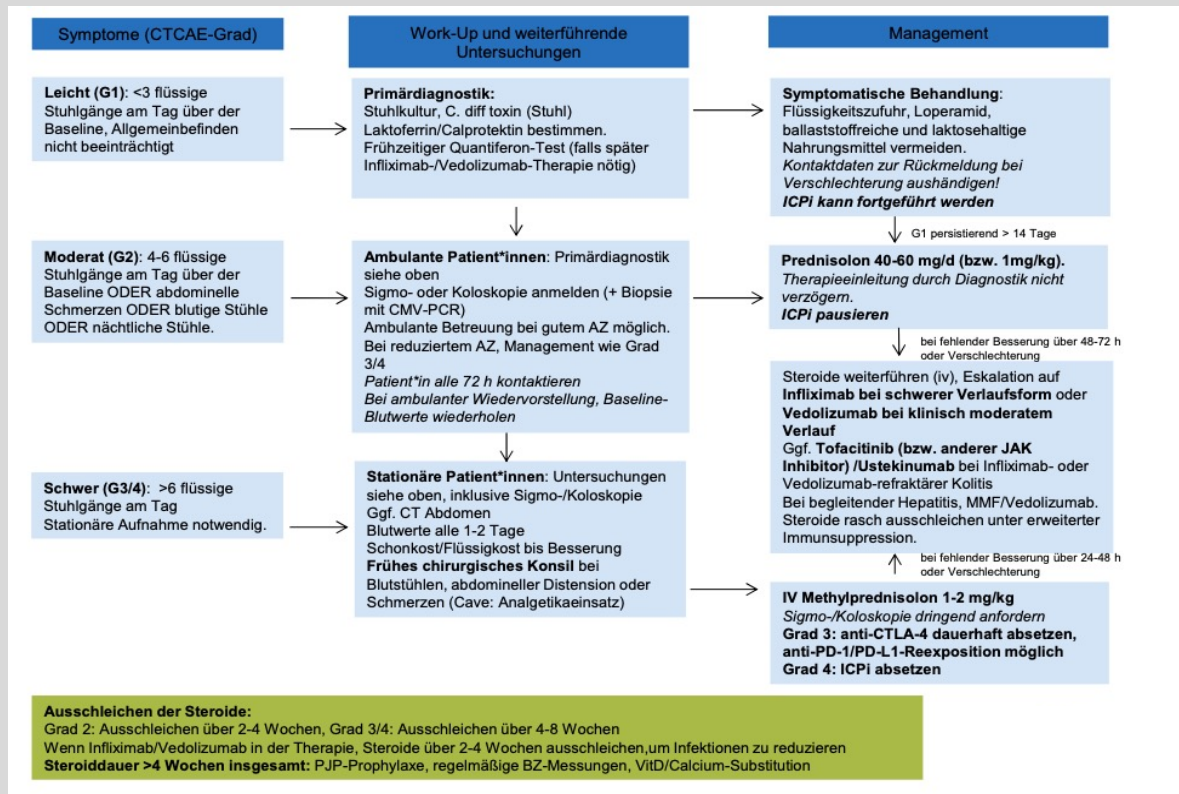 Symptome (CTCAE-Grad)
Work-Up und weiterführende
Untersuchungen
Management
Leicht (G1): <3 flüssige
Stuhlgänge am Tag über der
Baseline, Allgemeinbefinden
nicht beeinträchtigt
Primärdiagnostik:
Stuhlkultur, C. diff toxin (Stuhl)
Laktoferrin/Calprotektin bestimmen.
Frühzeitiger Quantiferon-Test (falls später
Infliximab-/Vedolizumab-Therapie nötig)
Symptomatische Behandlung:
Flüssigkeitszufuhr, Loperamid,
ballaststoffreiche und laktosehaltige
Nahrungsmittel vermeiden.
Kontaktdaten zur Rückmeldung bei
Verschlechterung aushändigen!
ICPi kann fortgeführt werden
G1 persistierend > 14 Tage
Moderat (G2): 4-6 flüssige
Stuhlgänge am Tag über der
Baseline ODER abdominelle
Schmerzen ODER blutige Stühle
ODER nächtliche Stühle.
Ambulante Patient*innen: Primärdiagnostik
siehe oben
Sigmo- oder Koloskopie anmelden (+ Biopsie
mit CMV-PCR)
Ambulante Betreuung bei gutem AZ möglich.
Bei reduziertem AZ, Management wie Grad
3/4
Patient*in alle 72 h kontaktieren
Bei ambulanter Wiedervorstellung, Baseline-
Blutwerte wiederholen
Prednisolon 40-60 mg/d (bzw. 1mg/kg).
Therapieeinleitung durch Diagnostik nicht
verzögern.
ICPi pausieren
bei fehlender Besserung über 48-72 h
oder Verschlechterung
Steroide weiterführen (iv), Eskalation auf
Infliximab bei schwerer Verlaufsform oder
Vedolizumab bei klinisch moderatem
Verlauf
Ggf. Tofacitinib (bzw. anderer JAK
Inhibitor) /Ustekinumab bei Infliximab- oder
Vedolizumab-refraktärer Kolitis
Bei begleitender Hepatitis, MMF/Vedolizumab.
Steroide rasch ausschleichen unter erweiterter
Immunsuppression.
bei fehlender Besserung über 24-48 h
oder Verschlechterung
Schwer (G3/4): >6 flüssige
Stuhlgänge am Tag
Stationäre Aufnahme notwendig.
Stationäre Patient*innen: Untersuchungen
siehe oben, inklusive Sigmo-/Koloskopie
Ggf. CT Abdomen
Blutwerte alle 1-2 Tage
Schonkost/Flüssigkost bis Besserung
Frühes chirurgisches Konsil bei
Blutstühlen, abdomineller Distension oder
Schmerzen (Cave: Analgetikaeinsatz)
IV Methylprednisolon 1-2 mg/kg
Sigmo-/Koloskopie dringend anfordern
Grad 3: anti-CTLA-4 dauerhaft absetzen,
anti-PD-1/PD-L1-Reexposition möglich
Grad 4: ICPi absetzen
Ausschleichen der Steroide:
Grad 2: Ausschleichen über 2-4 Wochen, Grad 3/4: Ausschleichen über 4-8 Wochen
Wenn Infliximab/Vedolizumab in der Therapie, Steroide über 2-4 Wochen ausschleichen,um Infektionen zu reduzieren
Steroiddauer >4 Wochen insgesamt: PJP-Prophylaxe, regelmäßige BZ-Messungen, VitD/Calcium-Substitution